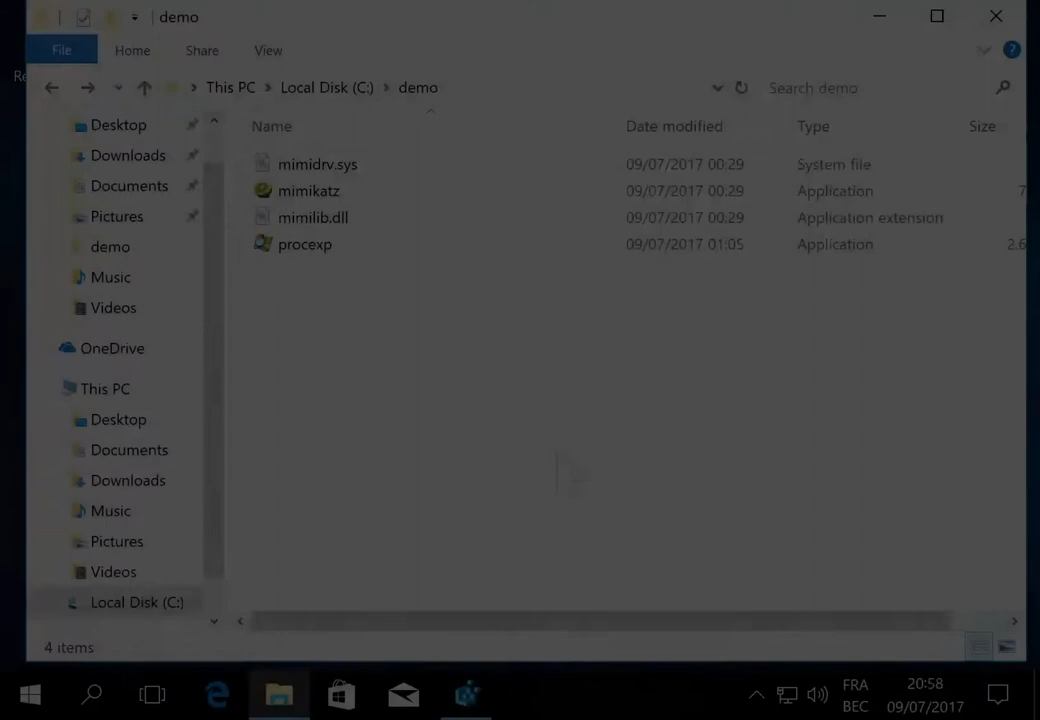 demo
File Home Share View
Re
This PC Local Disk (C:) demo Search demo
Name Date modified Type Size
Desktop
Downloads
Documents
Pictures
demo
Music
Videos
OneDrive
This PC
Desktop
Documents
Downloads
Music
Pictures
Videos
Local Disk (C:)
mimidrv.sys 09/07/2017 00:29 System file
mimikatz 09/07/2017 00:29 Application 7
mimilib.dll 09/07/2017 00:29 Application extension
procexp 09/07/2017 01:05 Application 2.6
4 items
FRA 20:58
BEC 09/07/2017